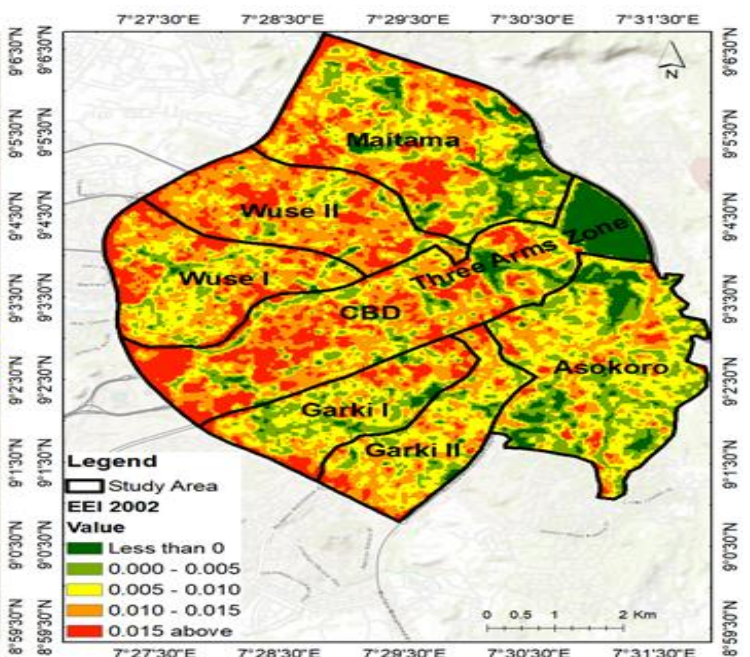 7°27'30"E 7°28'30"E 7°29'30"E 7°30'30"E 7°31'30"E
9°6'30"N 9°6'30"N
9°5'30"N 9°5'30"N
9°4'30"N 9°4'30"N
9°3'30"N 9°3'30"N
9°2'30"N 9°2'30"N
9°1'30"N 9°1'30"N
9°0'30"N 9°0'30"N
8°59'30"N 8°59'30"N
N
Maitama
Wuse II
Three Arms Zone
Wuse I
CBD
Asokoro
Garki I
Garki II
Legend
Study Area
EEI 2002
Value
Less than 0
0.000 - 0.005
0.005 - 0.010
0.010 - 0.015
0.015 above
0 0.5 1 2 Km
7°27'30"E 7°28'30"E 7°29'30"E 7°30'30"E 7°31'30"E